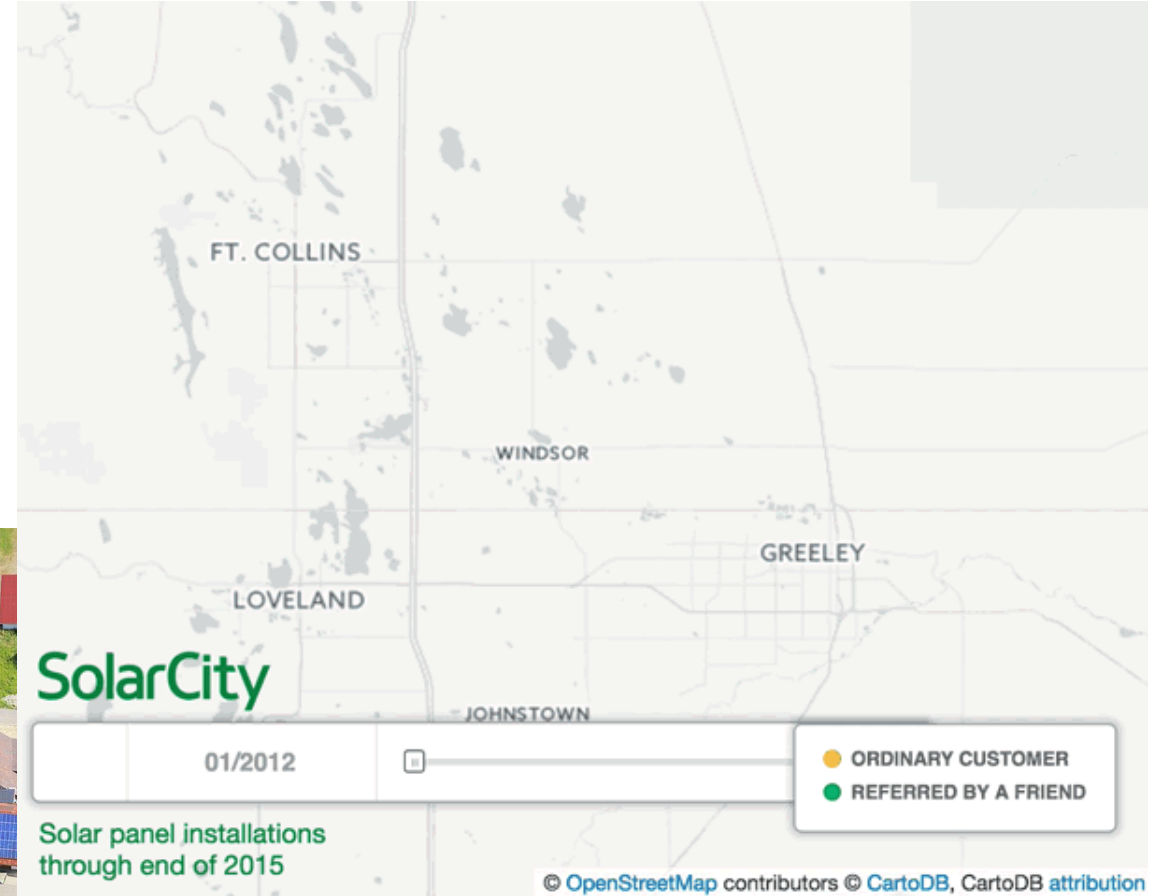 FT. COLLINS
WINDSOR
GREELEY
LOVELAND
SolarCity
JOHNSTOWN
01/2012
ORDINARY CUSTOMER
REFERRED BY A FRIEND
Solar panel installations
through end of 2015
© OpenStreetMap contributors © CartoDB, CartoDB attribution